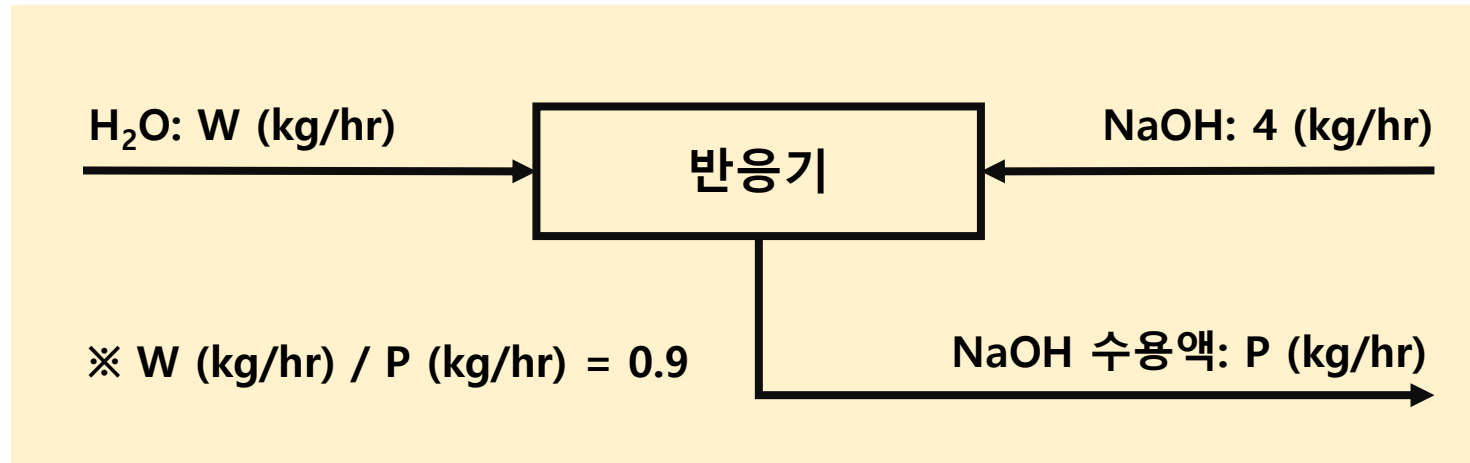 H₂O: W (kg/hr)
반응기
NaOH: 4 (kg/hr)
※ W (kg/hr) / P (kg/hr) = 0.9
NaOH 수용액: P (kg/hr)